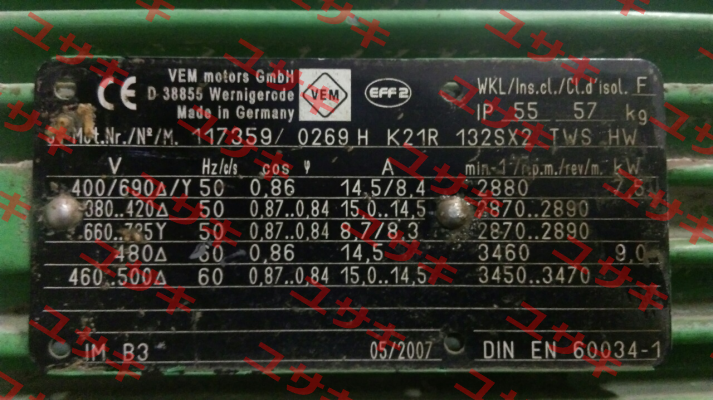 VEM motors GmbH
D-38855 Wernigerode
Made in Germany
CE
VEM
EFF2
WKL/Ins.cl./Cl.d'isol. F
IP 55 57 kg
Mot.Nr./Nº/M. 147359/ 0269 H K21R 132SX2 TWS HW
V Hz/c/s cos φ A min-1/r.p.m./rev/m. kW
400/690Δ/Y 50 0,86 14,5/8,4 2880
380..420Δ 50 0,87..0,84 15,0..14,5 2870..2890
660..725Y 50 0,87..0,84 8,7/8,3 2870..2890
480Δ 60 0,86 14,5 3460 9,0
460.500Δ 60 0,87..0,84 15,0..14,5 3450..3470
IM B3 05/2007 DIN EN 60034-1
ユサキ